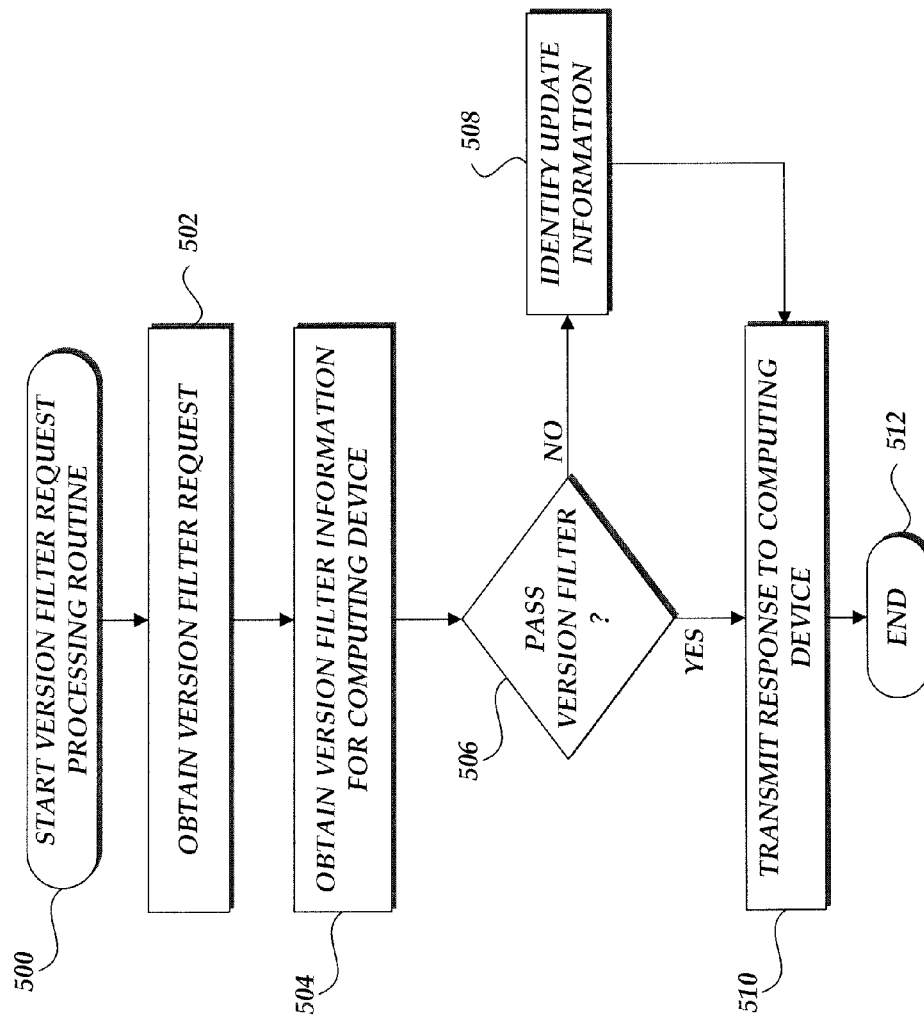 500
START VERSION FILTER REQUEST
PROCESSING ROUTINE
502
OBTAIN VERSION FILTER REQUEST
504
OBTAIN VERSION FILTER INFORMATION
FOR COMPUTING DEVICE
506
PASS
VERSION FILTER
?
NO
YES
508
IDENTIFY UPDATE
INFORMATION
510
TRANSMIT RESPONSE TO COMPUTING
DEVICE
512
END